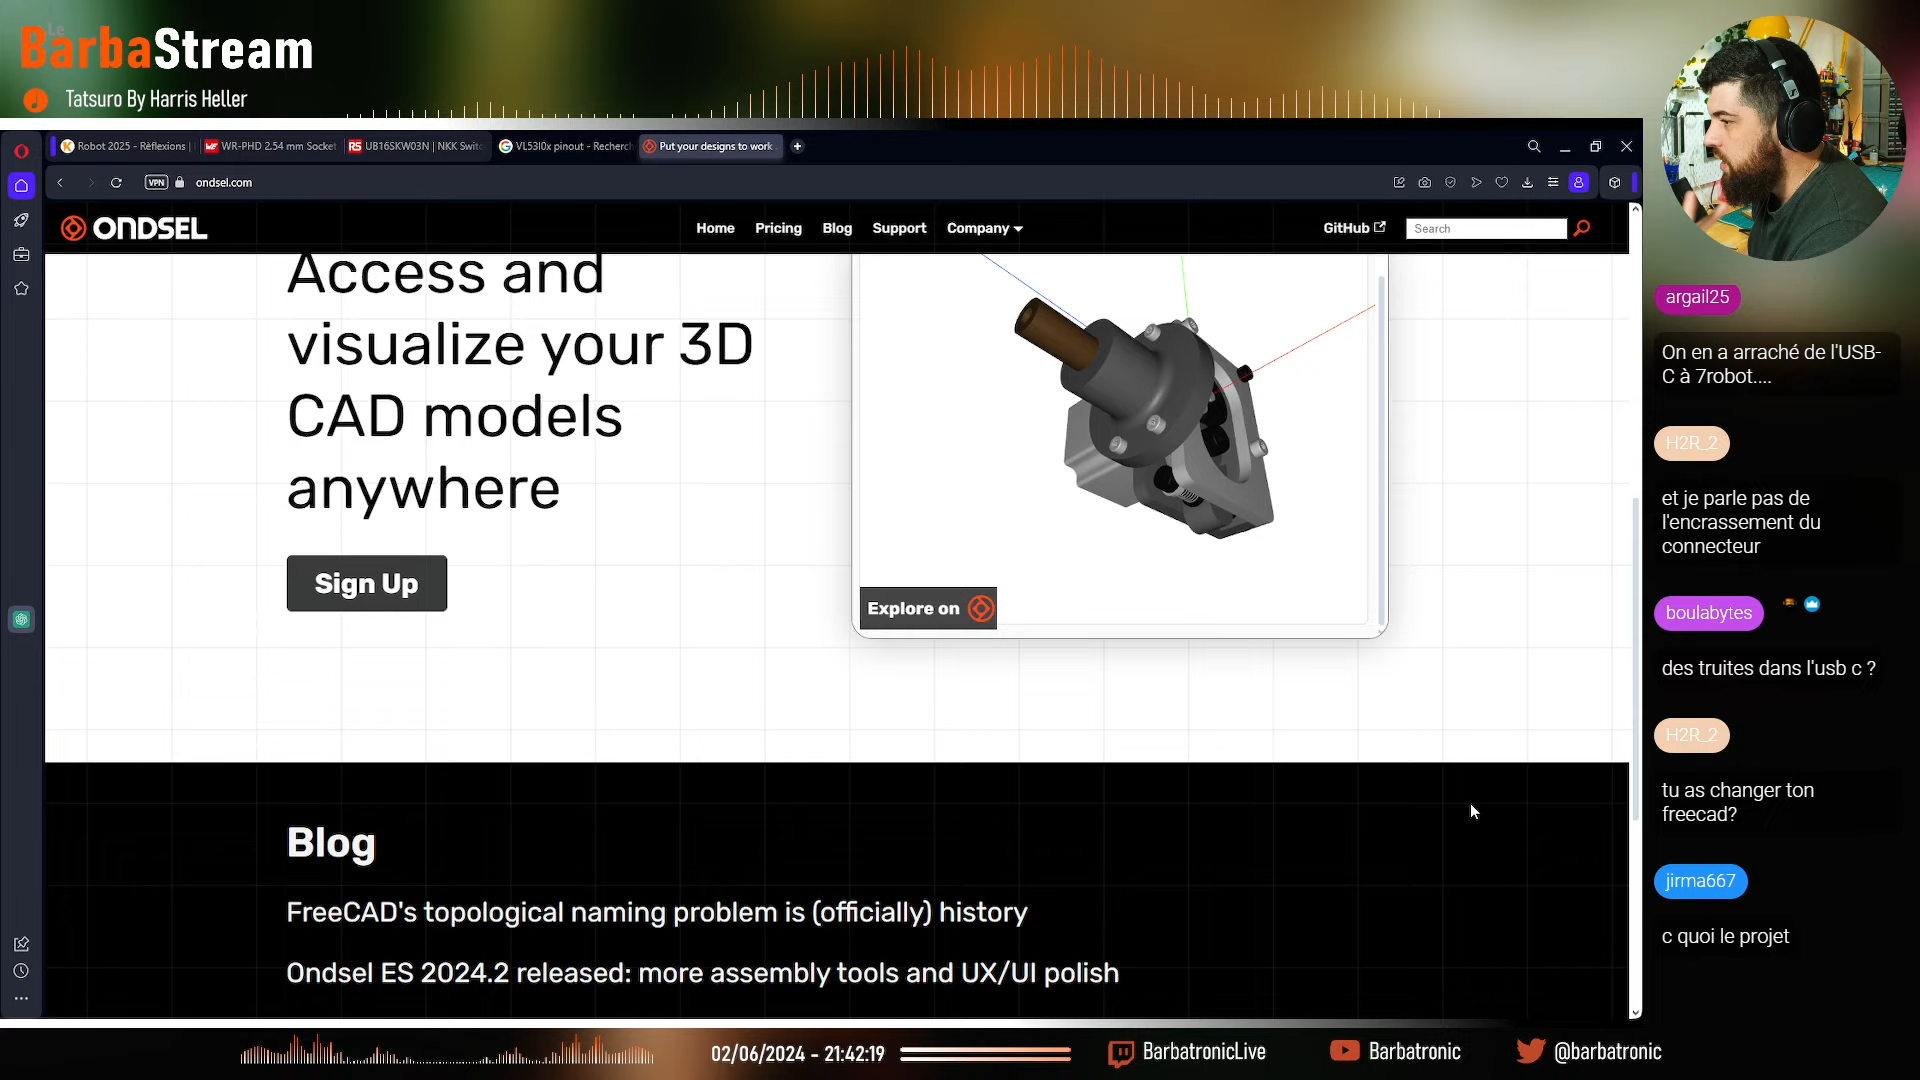 Le
BarbaStream
Tatsuro By Harris Heller
Robot 2025 - Réflexions |
WR-PHD 2.54 mm Socket
UB16SKW03N | NKK Switc
VL53l0x pinout - Recherch
Put your designs to work
VPN
ondsel.com
ONDSEL
Home
Pricing
Blog
Support
Company
GitHub
Search
Access and
visualize your 3D
CAD models
anywhere
Sign Up
Explore on
Blog
FreeCAD's topological naming problem is (officially) history
Ondsel ES 2024.2 released: more assembly tools and UX/UI polish
argail25
On en a arraché de l'USB-
C à 7robot....
H2R_2
et je parle pas de
l'encrassement du
connecteur
boulabytes
des truites dans l'usb c ?
H2R_2
tu as changer ton
freecad?
jirma667
c quoi le projet
02/06/2024 - 21:42:19
BarbatronicLive
Barbatronic
@barbatronic